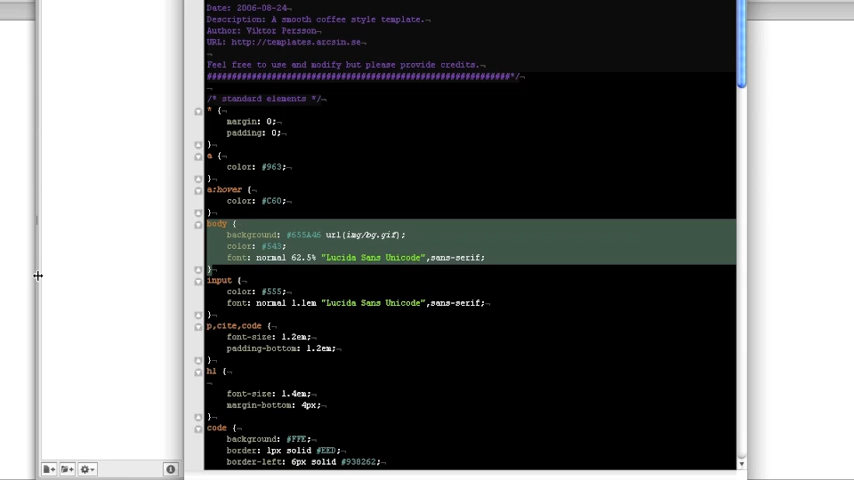 Date: 2006-08-24
Description: A smooth coffee style template.
Author: Viktor Persson
URL: http://templates.arcsin.se
Feel free to use and modify but please provide credits.
#############################################################*/
/* standard elements */
* {
margin: 0;
padding: 0;
}
a {
color: #963;
}
a:hover {
color: #C60;
}
body {
background: #655A46 url(img/bg.gif);
color: #543;
font: normal 62.5% "Lucida Sans Unicode",sans-serif;
}
input {
color: #555;
font: normal 1.1em "Lucida Sans Unicode",sans-serif;
}
p,cite,code {
font-size: 1.2em;
padding-bottom: 1.2em;
}
h1 {
font-size: 1.4em;
margin-bottom: 4px;
}
code {
background: #FFE;
border: 1px solid #EED;
border-left: 6px solid #938262;